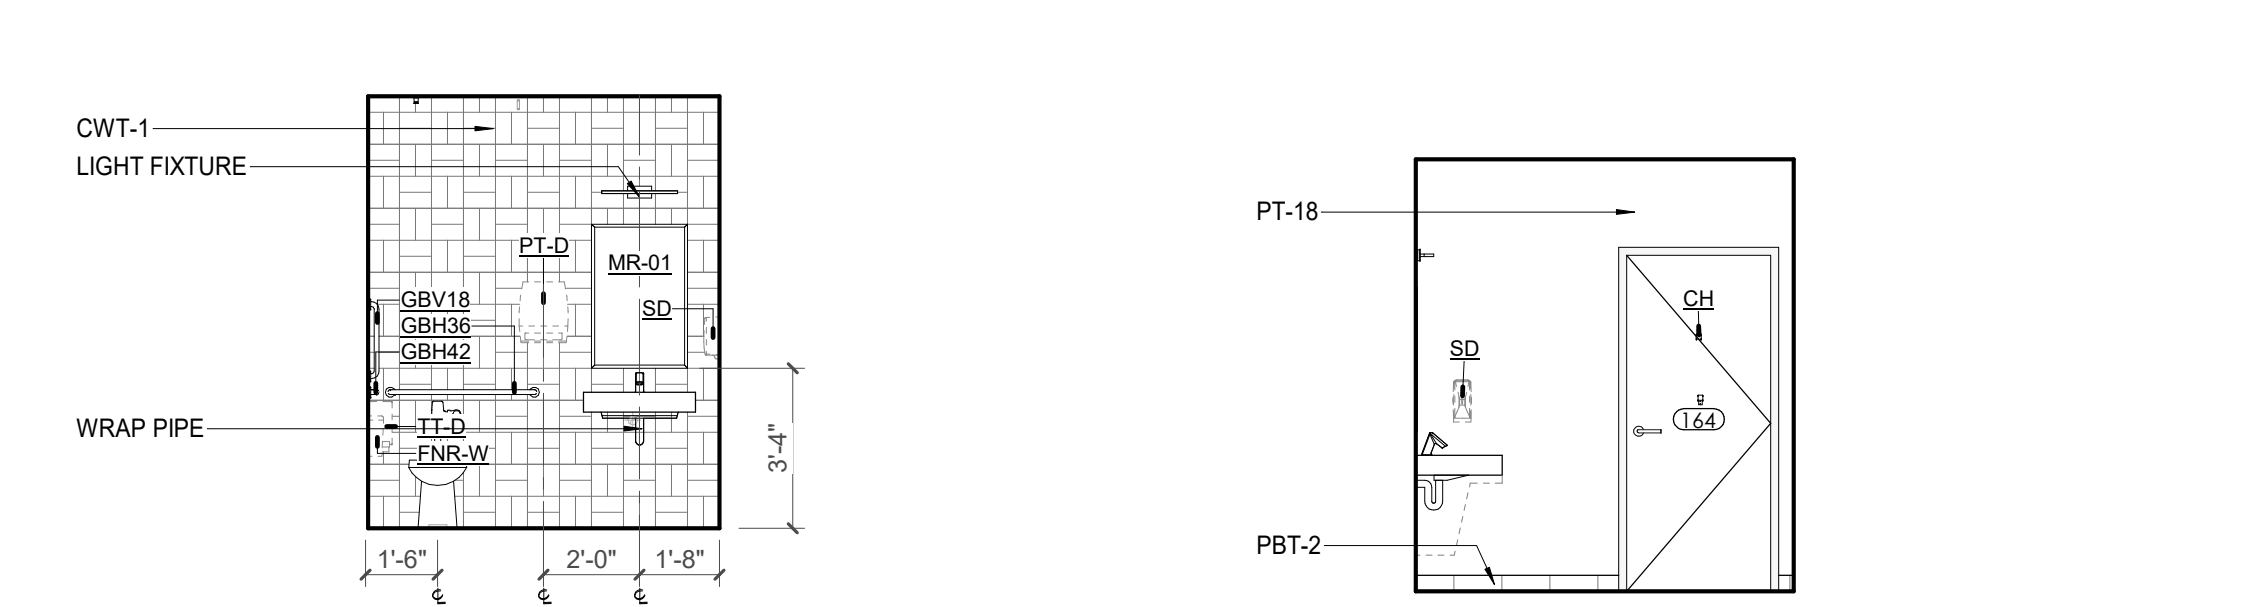 CWT-1
LIGHT FIXTURE
PT-D
MR-01
GBV18
SD
GBH36
GBH42
TT-D
WRAP PIPE
FNR-W
3'-4"
1'-6"
2'-0"
1'-8"
℄
℄
℄
PT-18
CH
SD
164
PBT-2